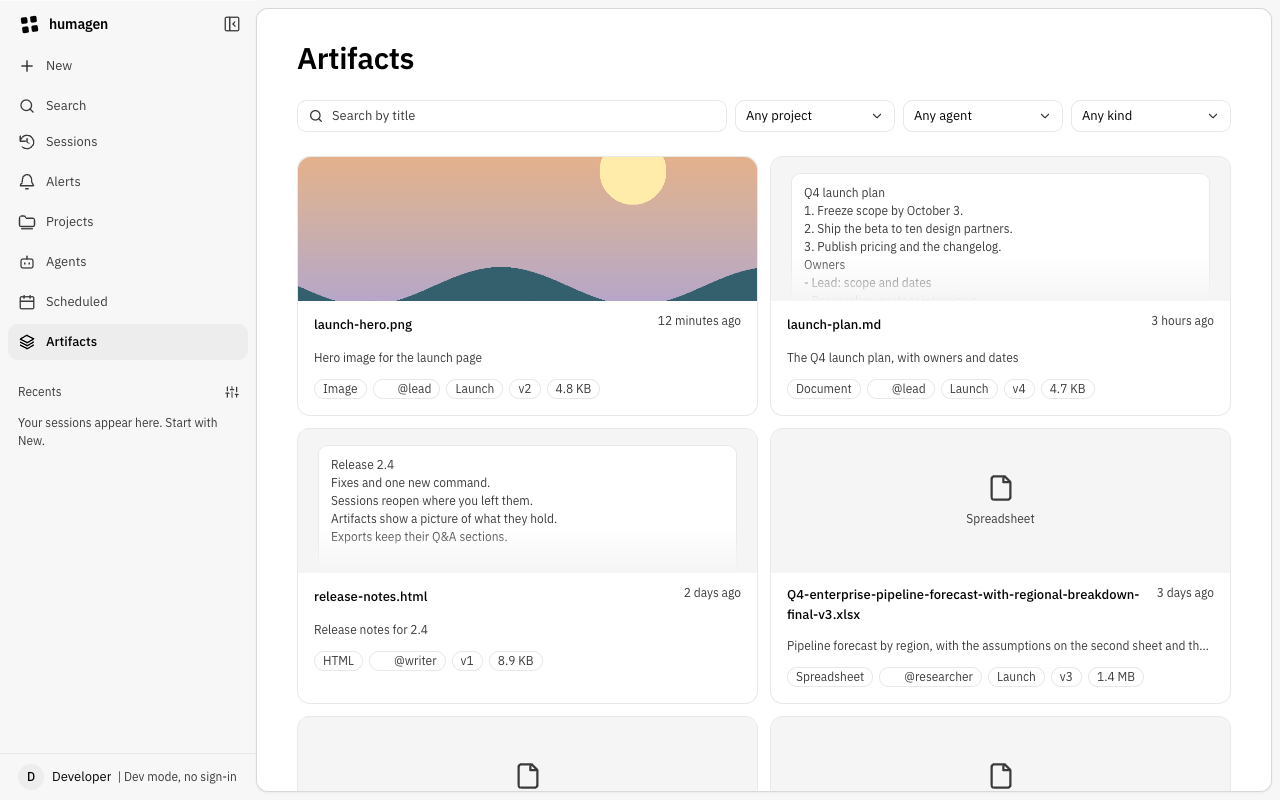 humagen
New
Search
Sessions
Alerts
Projects
Agents
Scheduled
Artifacts
Recents
Your sessions appear here. Start with
New.
D
Developer
| Dev mode, no sign-in
Artifacts
Search by title
Any project
Any agent
Any kind
launch-hero.png
12 minutes ago
Hero image for the launch page
Image
@lead
Launch
v2
4.8 KB
Q4 launch plan
1. Freeze scope by October 3.
2. Ship the beta to ten design partners.
3. Publish pricing and the changelog.
Owners
- Lead: scope and dates
launch-plan.md
3 hours ago
The Q4 launch plan, with owners and dates
Document
@lead
Launch
v4
4.7 KB
Release 2.4
Fixes and one new command.
Sessions reopen where you left them.
Artifacts show a picture of what they hold.
Exports keep their Q&A sections.
release-notes.html
2 days ago
Release notes for 2.4
HTML
@writer
v1
8.9 KB
Spreadsheet
Q4-enterprise-pipeline-forecast-with-regional-breakdown-
final-v3.xlsx
3 days ago
Pipeline forecast by region, with the assumptions on the second sheet and th...
Spreadsheet
@researcher
Launch
v3
1.4 MB